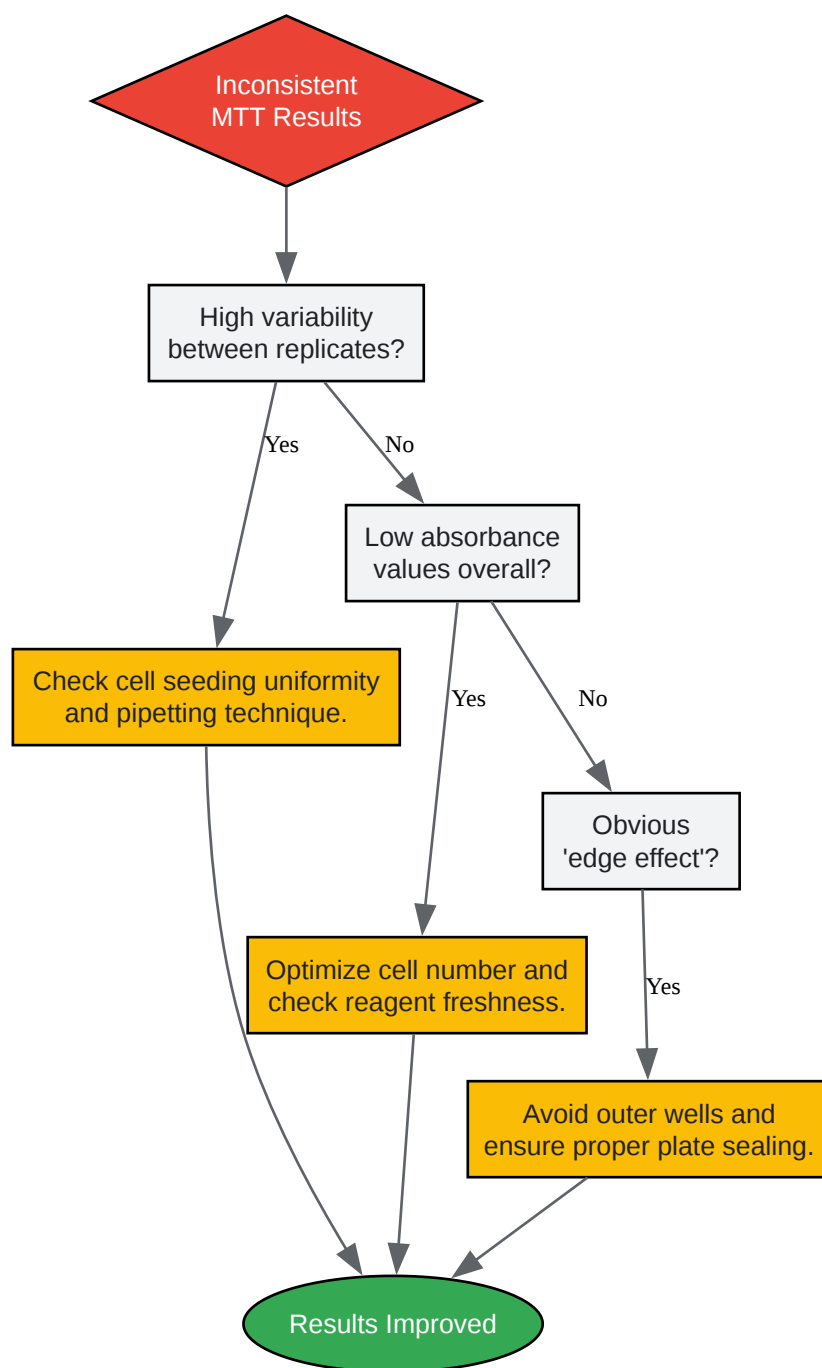 Inconsistent
MTT Results
High variability
between replicates?
Yes
No
Low absorbance
values overall?
Check cell seeding uniformity
and pipetting technique.
Yes
No
Obvious
'edge effect'?
Optimize cell number and
check reagent freshness.
Yes
Avoid outer wells and
ensure proper plate sealing.
Results Improved